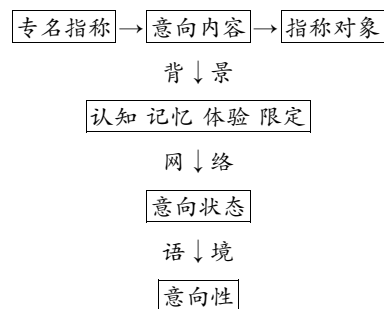 专名指称→意向内容→指称对象
背↓景
认知 记忆 体验 限定
网↓络
意向状态
语↓境
意向性